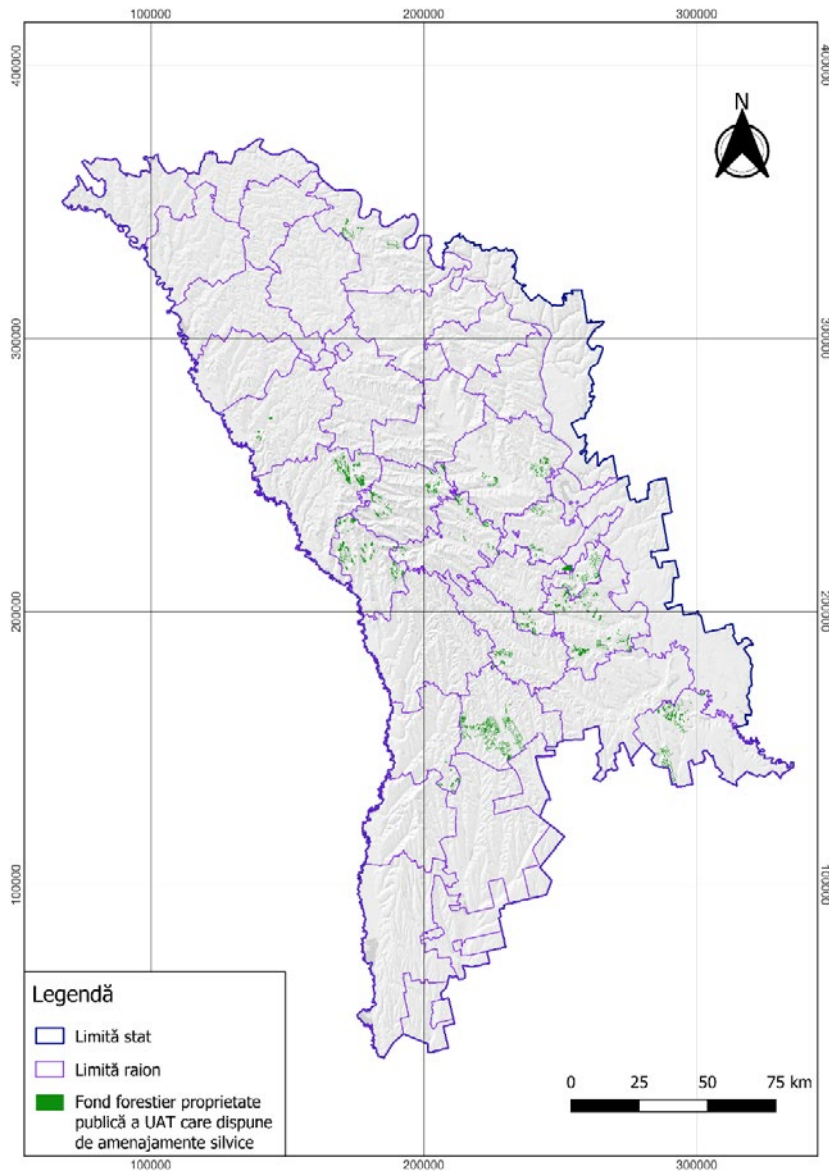 100000 200000 300000
400000 400000
N
300000 300000
200000 200000
100000 100000
Legendă
Limită stat
Limită raion
Fond forestier proprietate
publică a UAT care dispune
de amenajamente silvice
0 25 50 75 km
100000 200000 300000